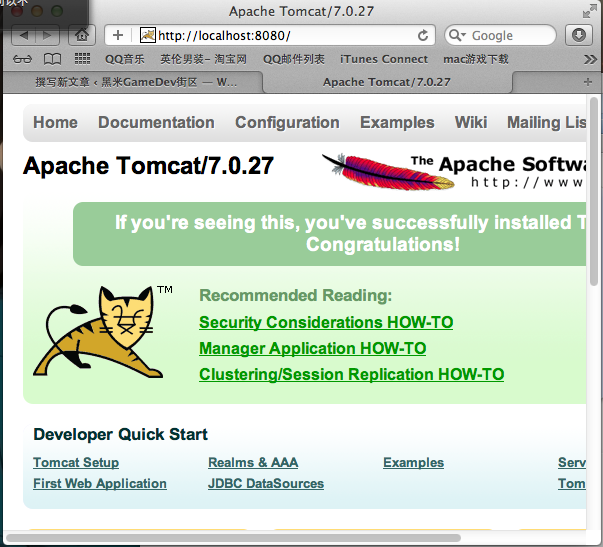 Apache Tomcat/7.0.27
http://localhost:8080/
Google
QQ音乐 英伦男装- 淘宝网 QQ邮件列表 iTunes Connect mac游戏下载
撰写新文章 ‹ 黑米GameDev街区 — W... Apache Tomcat/7.0.27
Home Documentation Configuration Examples Wiki Mailing Lis
Apache Tomcat/7.0.27
The Apache Softwa
http://www
If you're seeing this, you've successfully installed T
Congratulations!
TM
Recommended Reading:
Security Considerations HOW-TO
Manager Application HOW-TO
Clustering/Session Replication HOW-TO
Developer Quick Start
Tomcat Setup Realms & AAA Examples Serv
First Web Application JDBC DataSources Tom